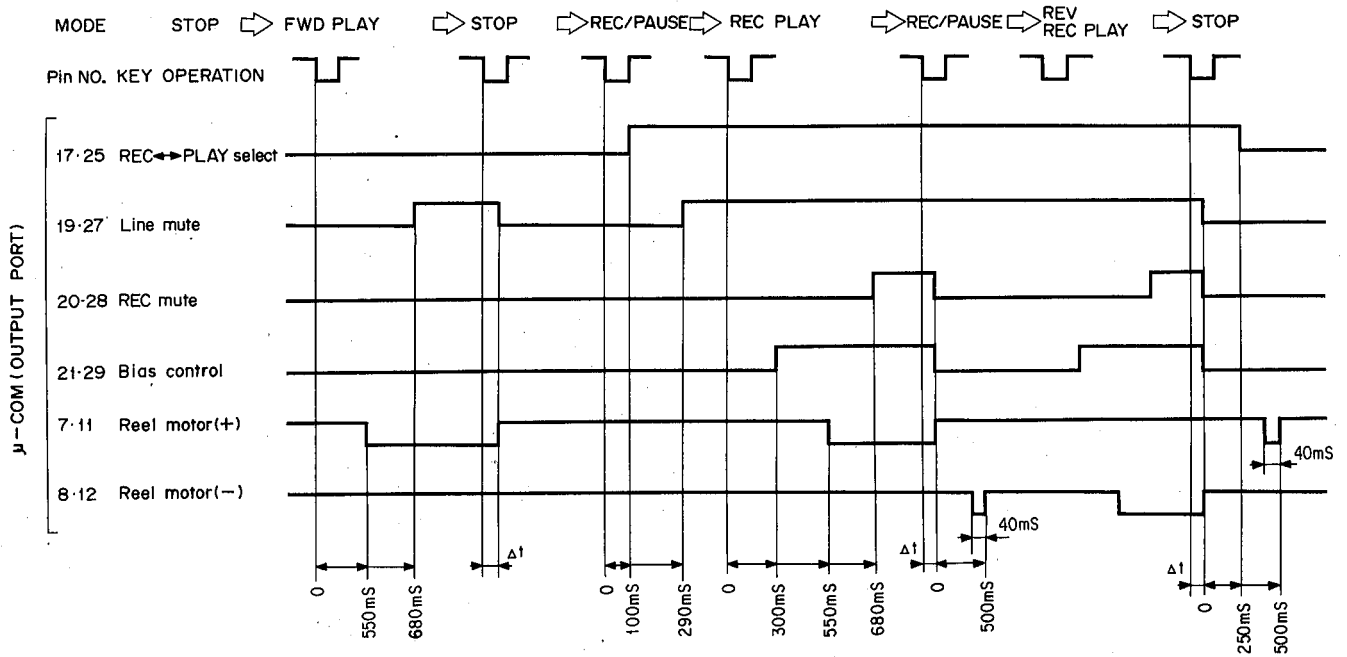 MODE STOP ⇨ FWD PLAY ⇨ STOP ⇨ REC/PAUSE ⇨ REC PLAY ⇨ REC/PAUSE ⇨ REV REC PLAY ⇨ STOP
Pin NO. KEY OPERATION
μ-COM (OUTPUT PORT)
17·25 REC↔PLAY select
19·27 Line mute
20·28 REC mute
21·29 Bias control
7·11 Reel motor(+)
40mS
8·12 Reel motor(−)
40mS
Δt Δt Δt
0 550mS 680mS 0 100mS 290mS 0 300mS 550mS 680mS 0 500mS 0 250mS 500mS